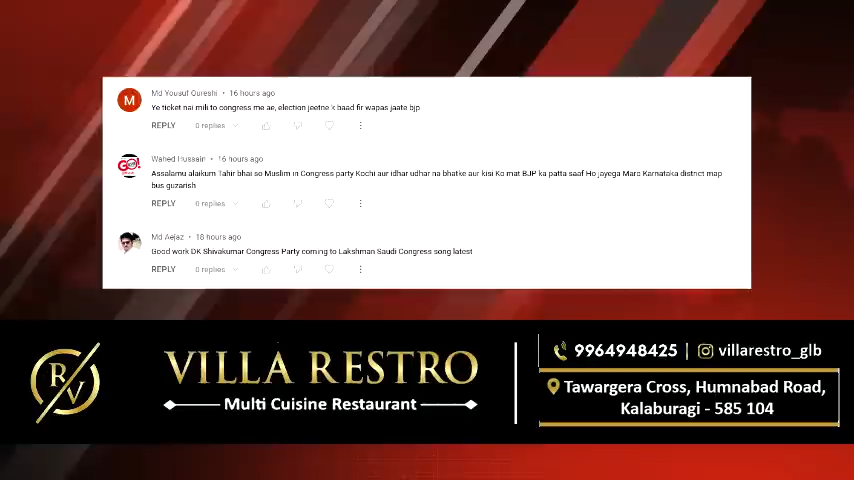 Md Yousuf Qureshi • 16 hours ago
Ye ticket nai mili to congress me ae, election jeetne k baad fir wapas jaate bjp
REPLY 0 replies
Wahed Hussain • 16 hours ago
Assalamu alaikum Tahir bhai so Muslim in Congress party Kochi aur idhar udhar na bhatke aur kisi Ko mat BJP ka patta saaf Ho jayega Maro Karnataka district map
bus guzarish
REPLY 0 replies
Md Aejaz • 18 hours ago
Good work DK Shivakumar Congress Party coming to Lakshman Saudi Congress song latest
REPLY 0 replies
M
GO!
RV
VILLA RESTRO
Multi Cuisine Restaurant
9964948425 | villarestro_glb
Tawargera Cross, Humnabad Road,
Kalaburagi - 585 104